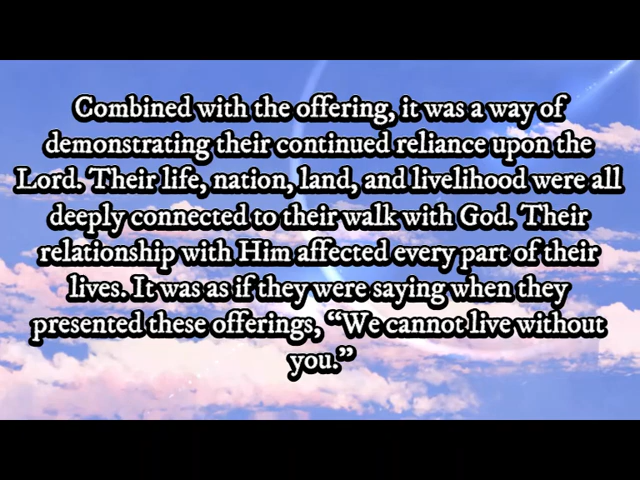 Combined with the offering, it was a way of
demonstrating their continued reliance upon the
Lord. Their life, nation, land, and livelihood were all
deeply connected to their walk with God. Their
relationship with Him affected every part of their
lives. It was as if they were saying when they
presented these offerings, “We cannot live without
you.”